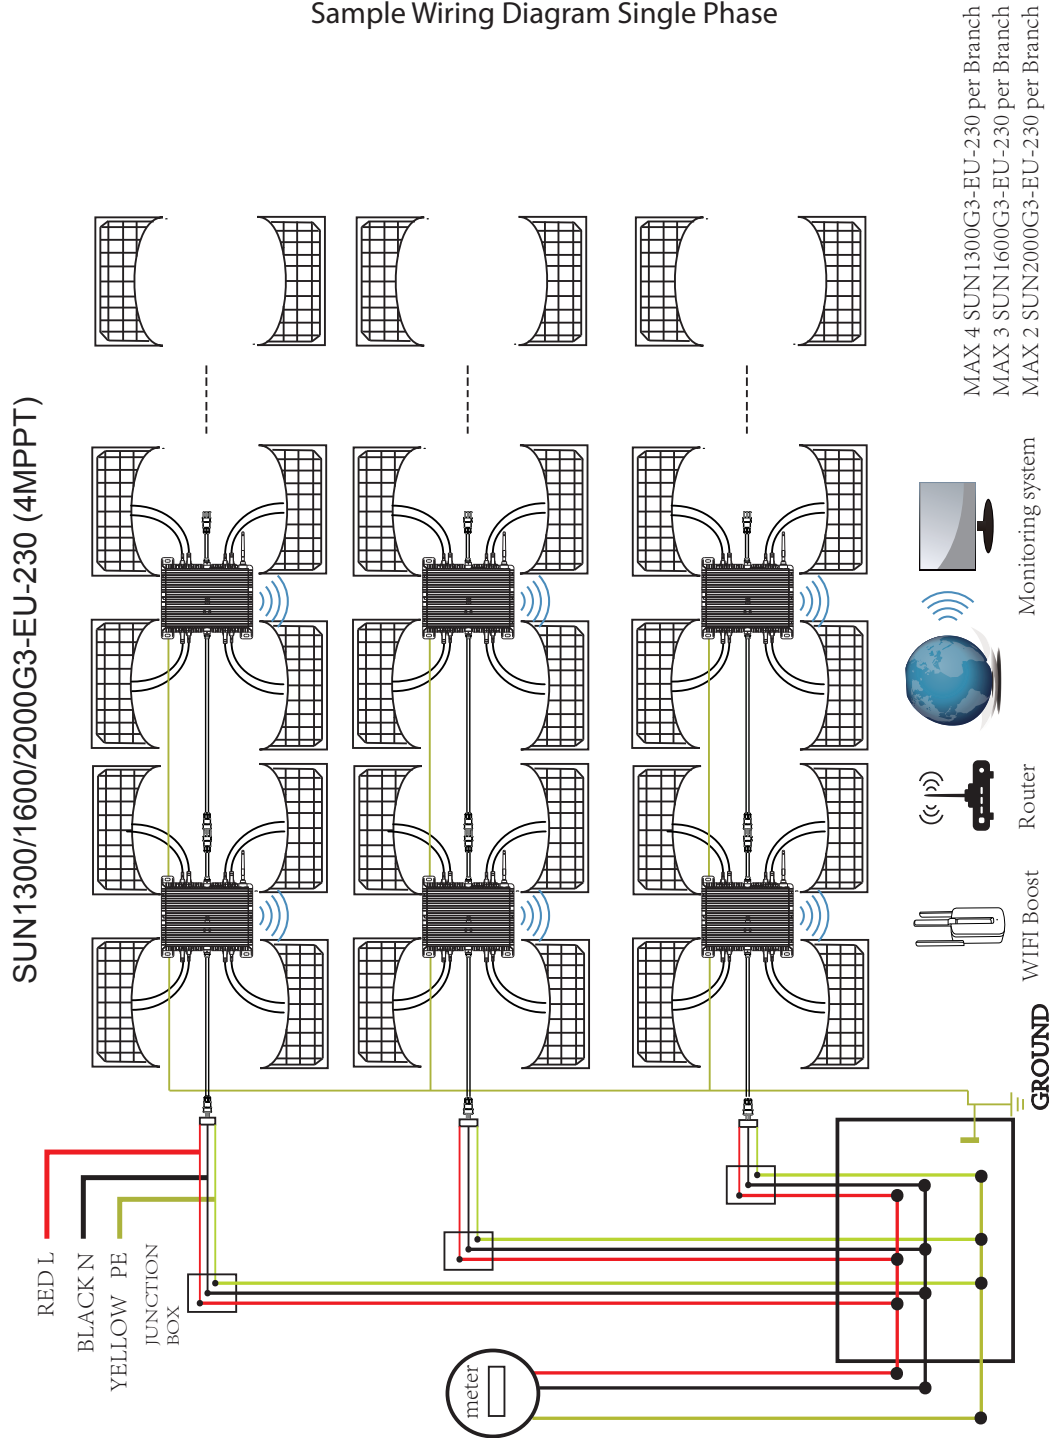 Sample Wiring Diagram Single Phase
SUN1300/1600/2000G3-EU-230 (4MPPT)
MAX 4 SUN1300G3-EU-230 per Branch
MAX 3 SUN1600G3-EU-230 per Branch
MAX 2 SUN2000G3-EU-230 per Branch
RED L
BLACK N
YELLOW PE
JUNCTION
BOX
meter
GROUND
WIFI Boost
Router
Monitoring system